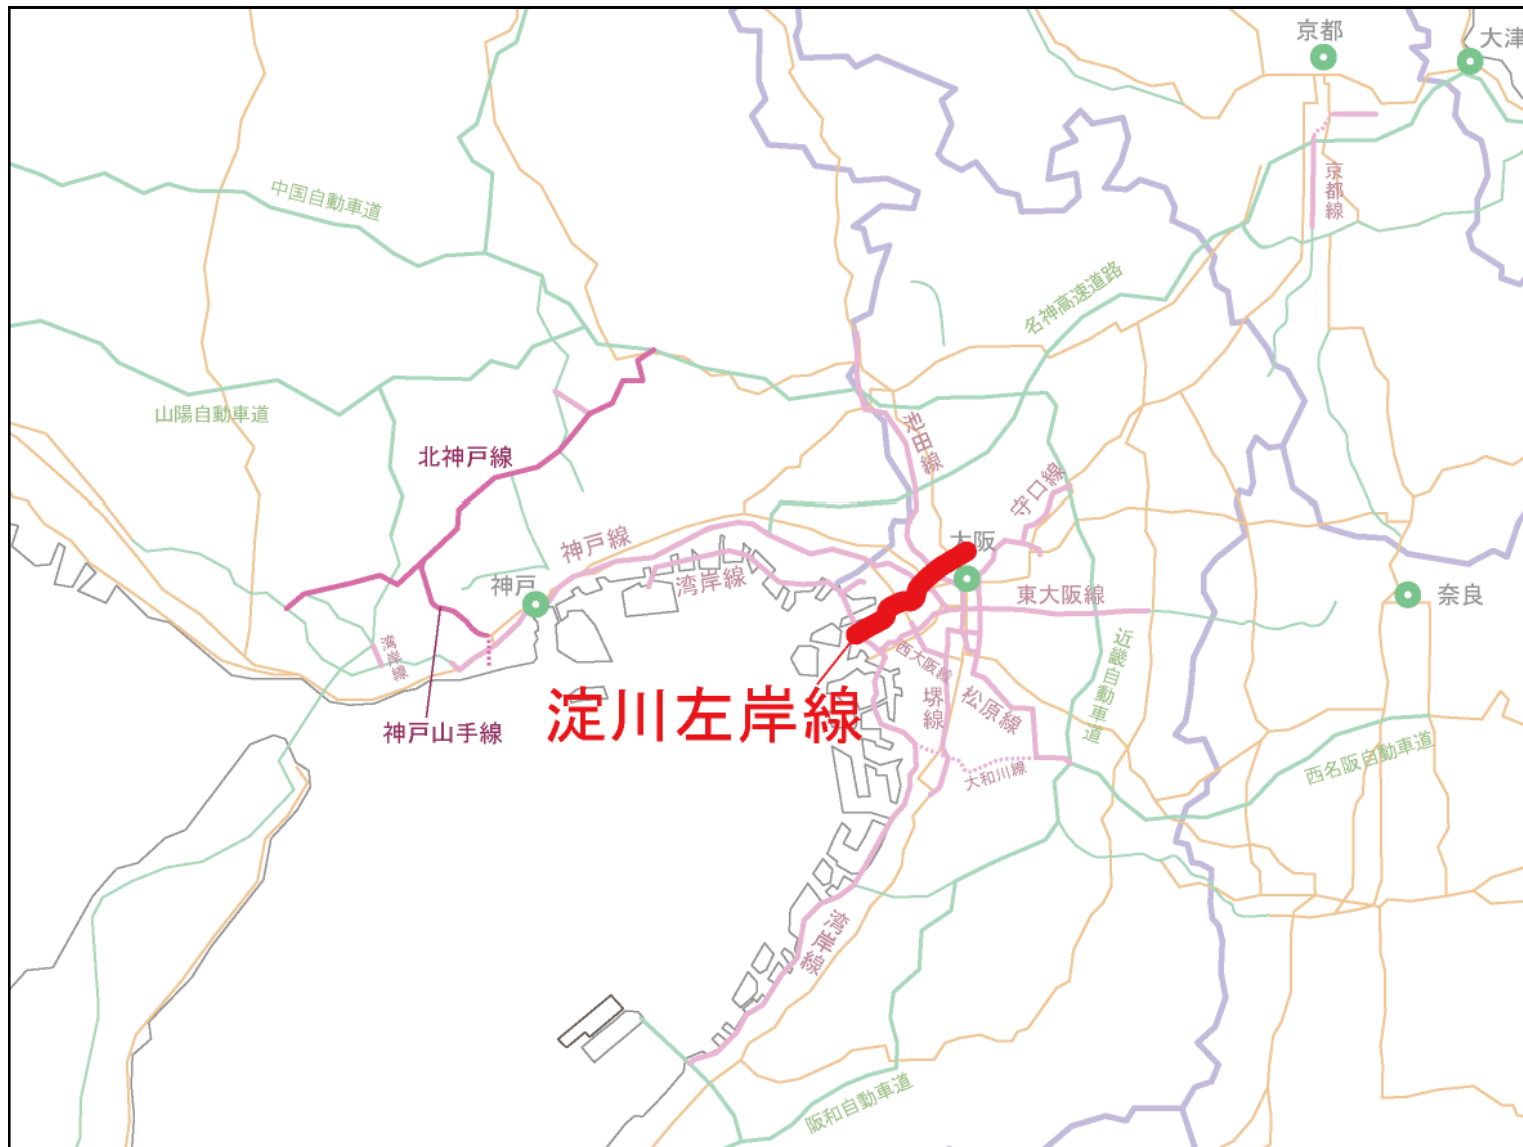 京都
大津
京都線
中国自動車道
名神高速道路
山陽自動車道
池田線
北神戸線
守口線
神戸線
大阪
湾岸線
神戸
東大阪線
奈良
湾岸線
西大阪線
近畿自動車道
堺線
松原線
淀川左岸線
神戸山手線
大和川線
西名阪自動車道
湾岸線
阪和自動車道